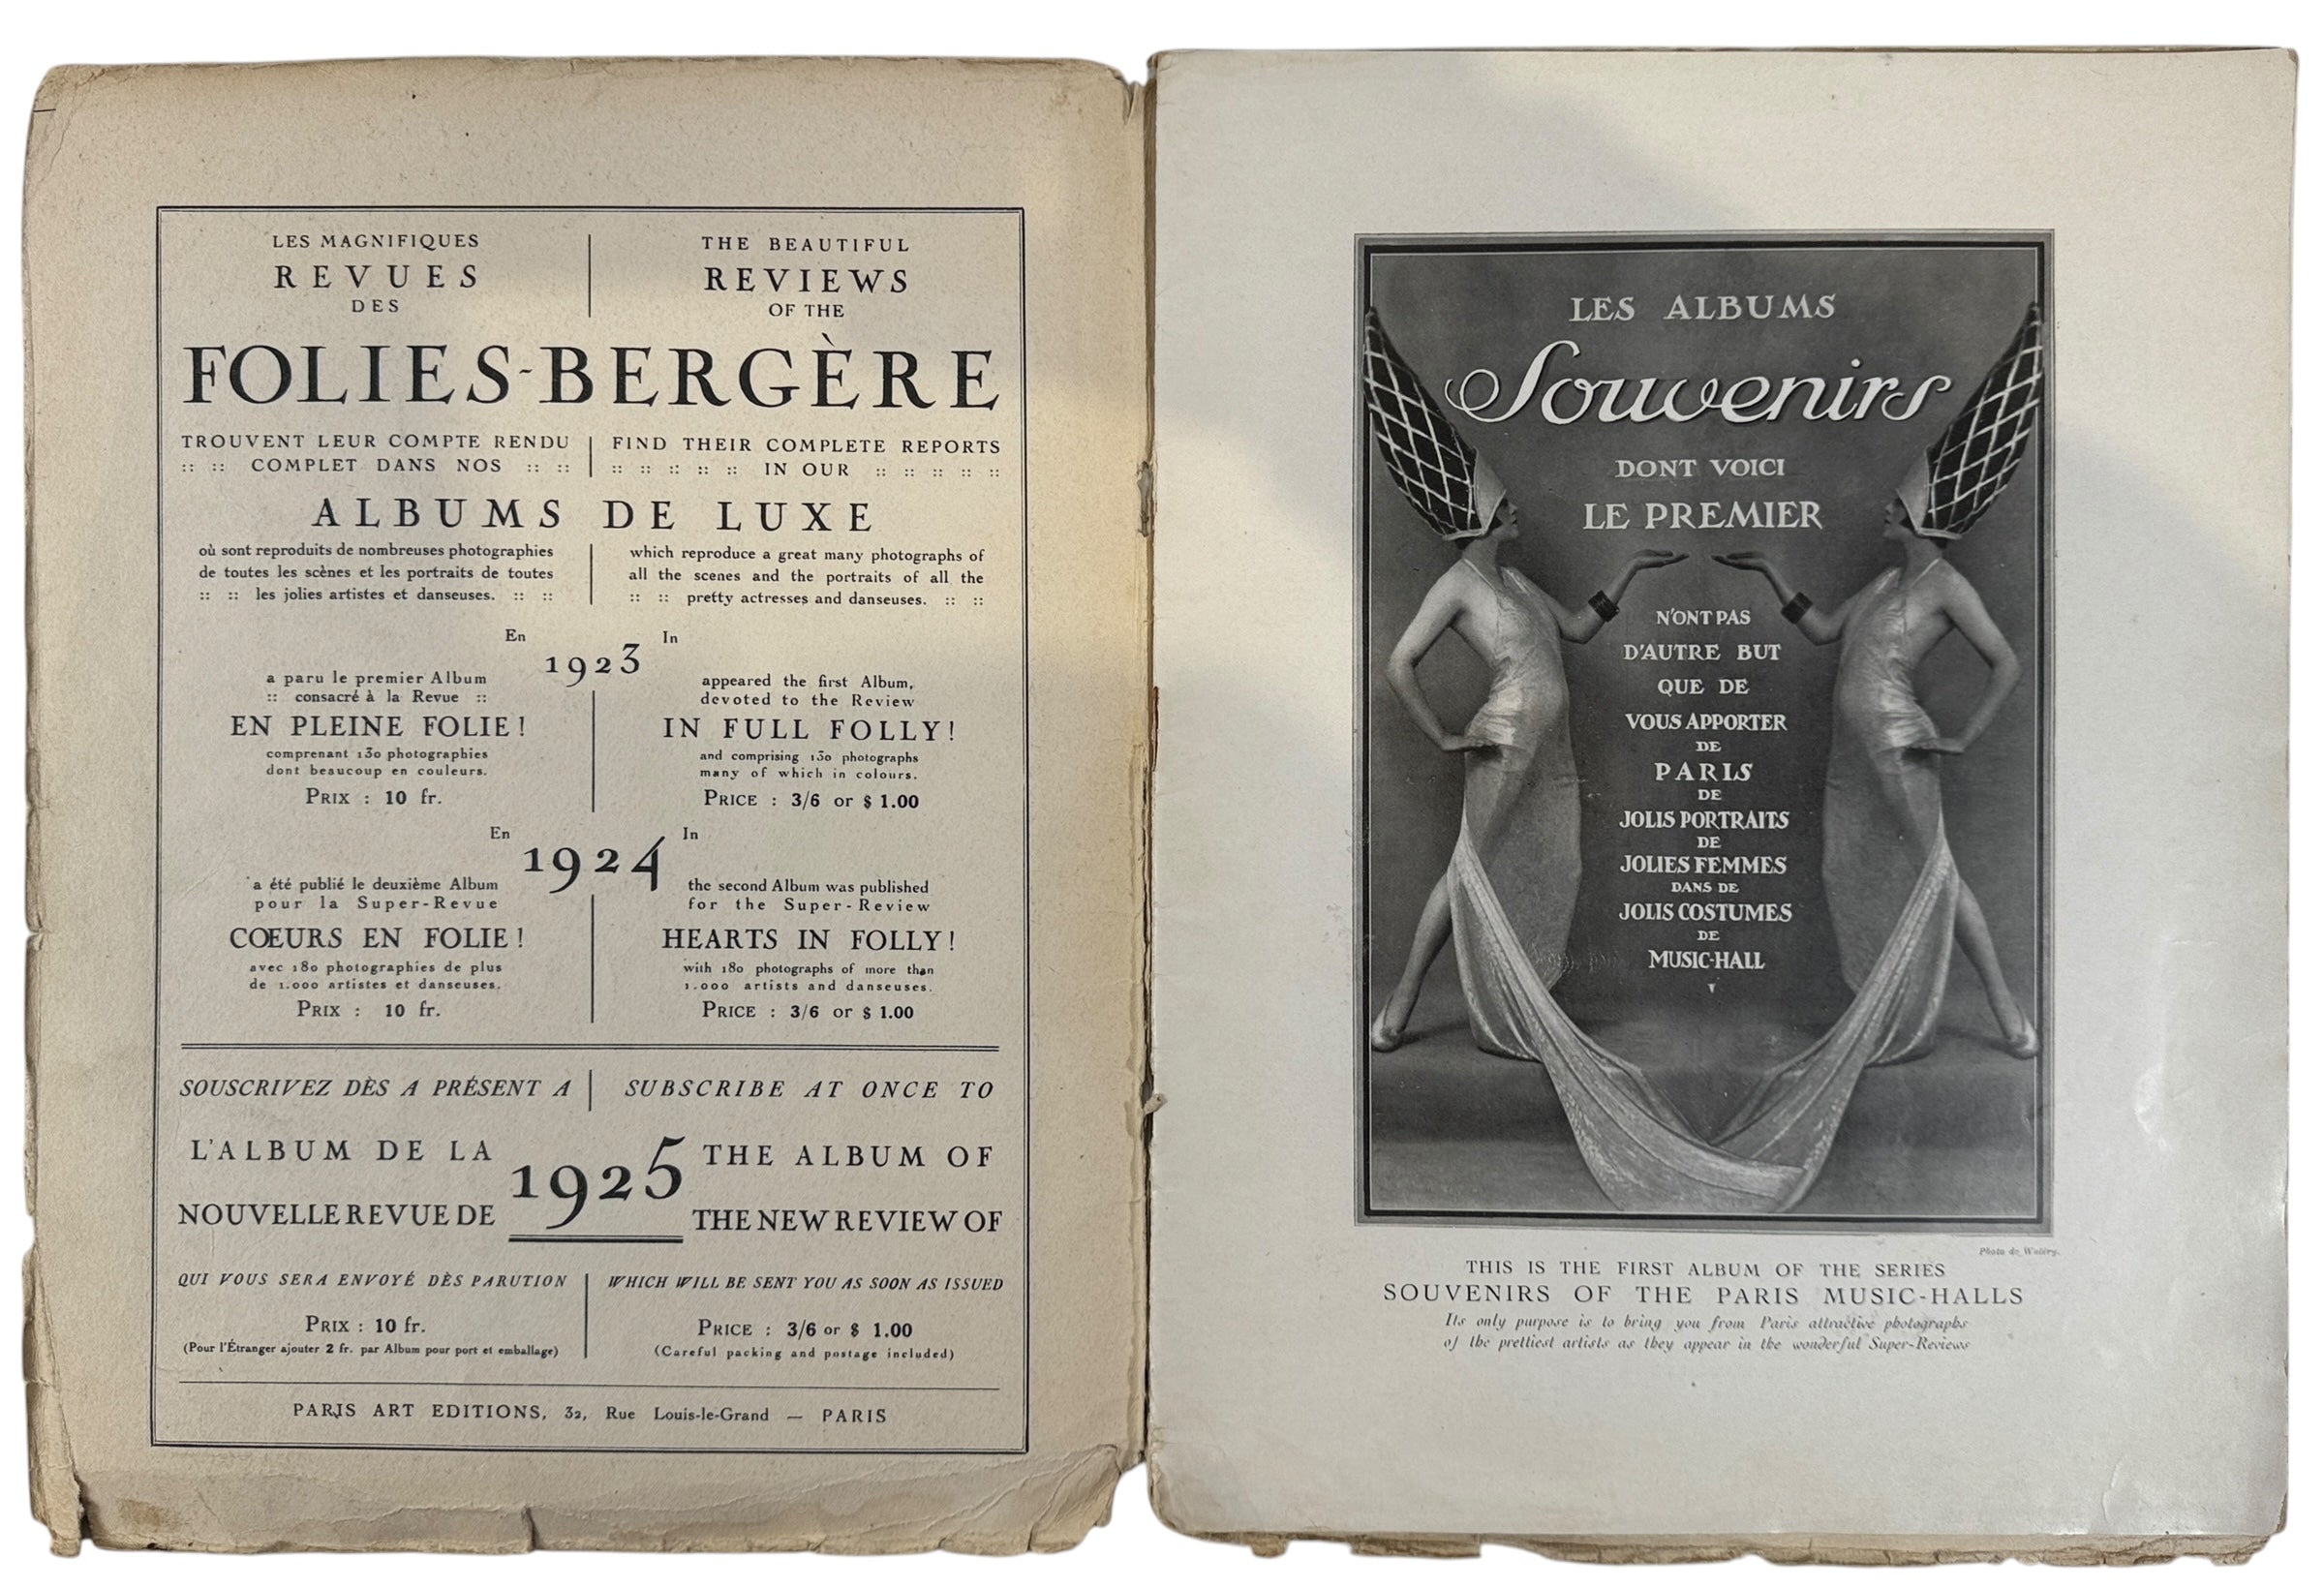 LES MAGNIFIQUES
REVUES
DES
THE BEAUTIFUL
REVIEWS
OF THE
FOLIES-BERGÈRE
TROUVENT LEUR COMPTE RENDU
:: :: COMPLET DANS NOS :: ::
FIND THEIR COMPLETE REPORTS
:: :: :: :: :: IN OUR :: :: :: :: ::
ALBUMS DE LUXE
où sont reproduits de nombreuses photographies
de toutes les scènes et les portraits de toutes
:: :: les jolies artistes et danseuses. :: ::
which reproduce a great many photographs of
all the scenes and the portraits of all the
:: :: pretty actresses and danseuses. :: ::
En 1923 In
a paru le premier Album
:: consacré à la Revue ::
EN PLEINE FOLIE !
comprenant 130 photographies
dont beaucoup en couleurs.
PRIX : 10 fr.
appeared the first Album,
devoted to the Review
IN FULL FOLLY !
and comprising 130 photographs
many of which in colours.
PRICE : 3/6 or $ 1.00
En 1924 In
a été publié le deuxième Album
pour la Super-Revue
CŒURS EN FOLIE !
avec 180 photographies de plus
de 1.000 artistes et danseuses.
PRIX : 10 fr.
the second Album was published
for the Super-Review
HEARTS IN FOLLY !
with 180 photographs of more than
1.000 artists and danseuses.
PRICE : 3/6 or $ 1.00
SOUSCRIVEZ DÈS A PRÉSENT A
SUBSCRIBE AT ONCE TO
L'ALBUM DE LA
NOUVELLE REVUE DE
1925
THE ALBUM OF
THE NEW REVIEW OF
QUI VOUS SERA ENVOYÉ DÈS PARUTION
PRIX : 10 fr.
(Pour l'Étranger ajouter 2 fr. par Album pour port et emballage)
WHICH WILL BE SENT YOU AS SOON AS ISSUED
PRICE : 3/6 or $ 1.00
(Careful packing and postage included)
PARIS ART EDITIONS, 32, Rue Louis-le-Grand — PARIS
LES ALBUMS
Souvenirs
DONT VOICI
LE PREMIER
N'ONT PAS
D'AUTRE BUT
QUE DE
VOUS APPORTER
DE
PARIS
DE
JOLIS PORTRAITS
DE
JOLIES FEMMES
DANS DE
JOLIS COSTUMES
DE
MUSIC-HALL
Photo de Waléry.
THIS IS THE FIRST ALBUM OF THE SERIES
SOUVENIRS OF THE PARIS MUSIC-HALLS
Its only purpose is to bring you from Paris attractive photographs
of the prettiest artists as they appear in the wonderful Super-Reviews